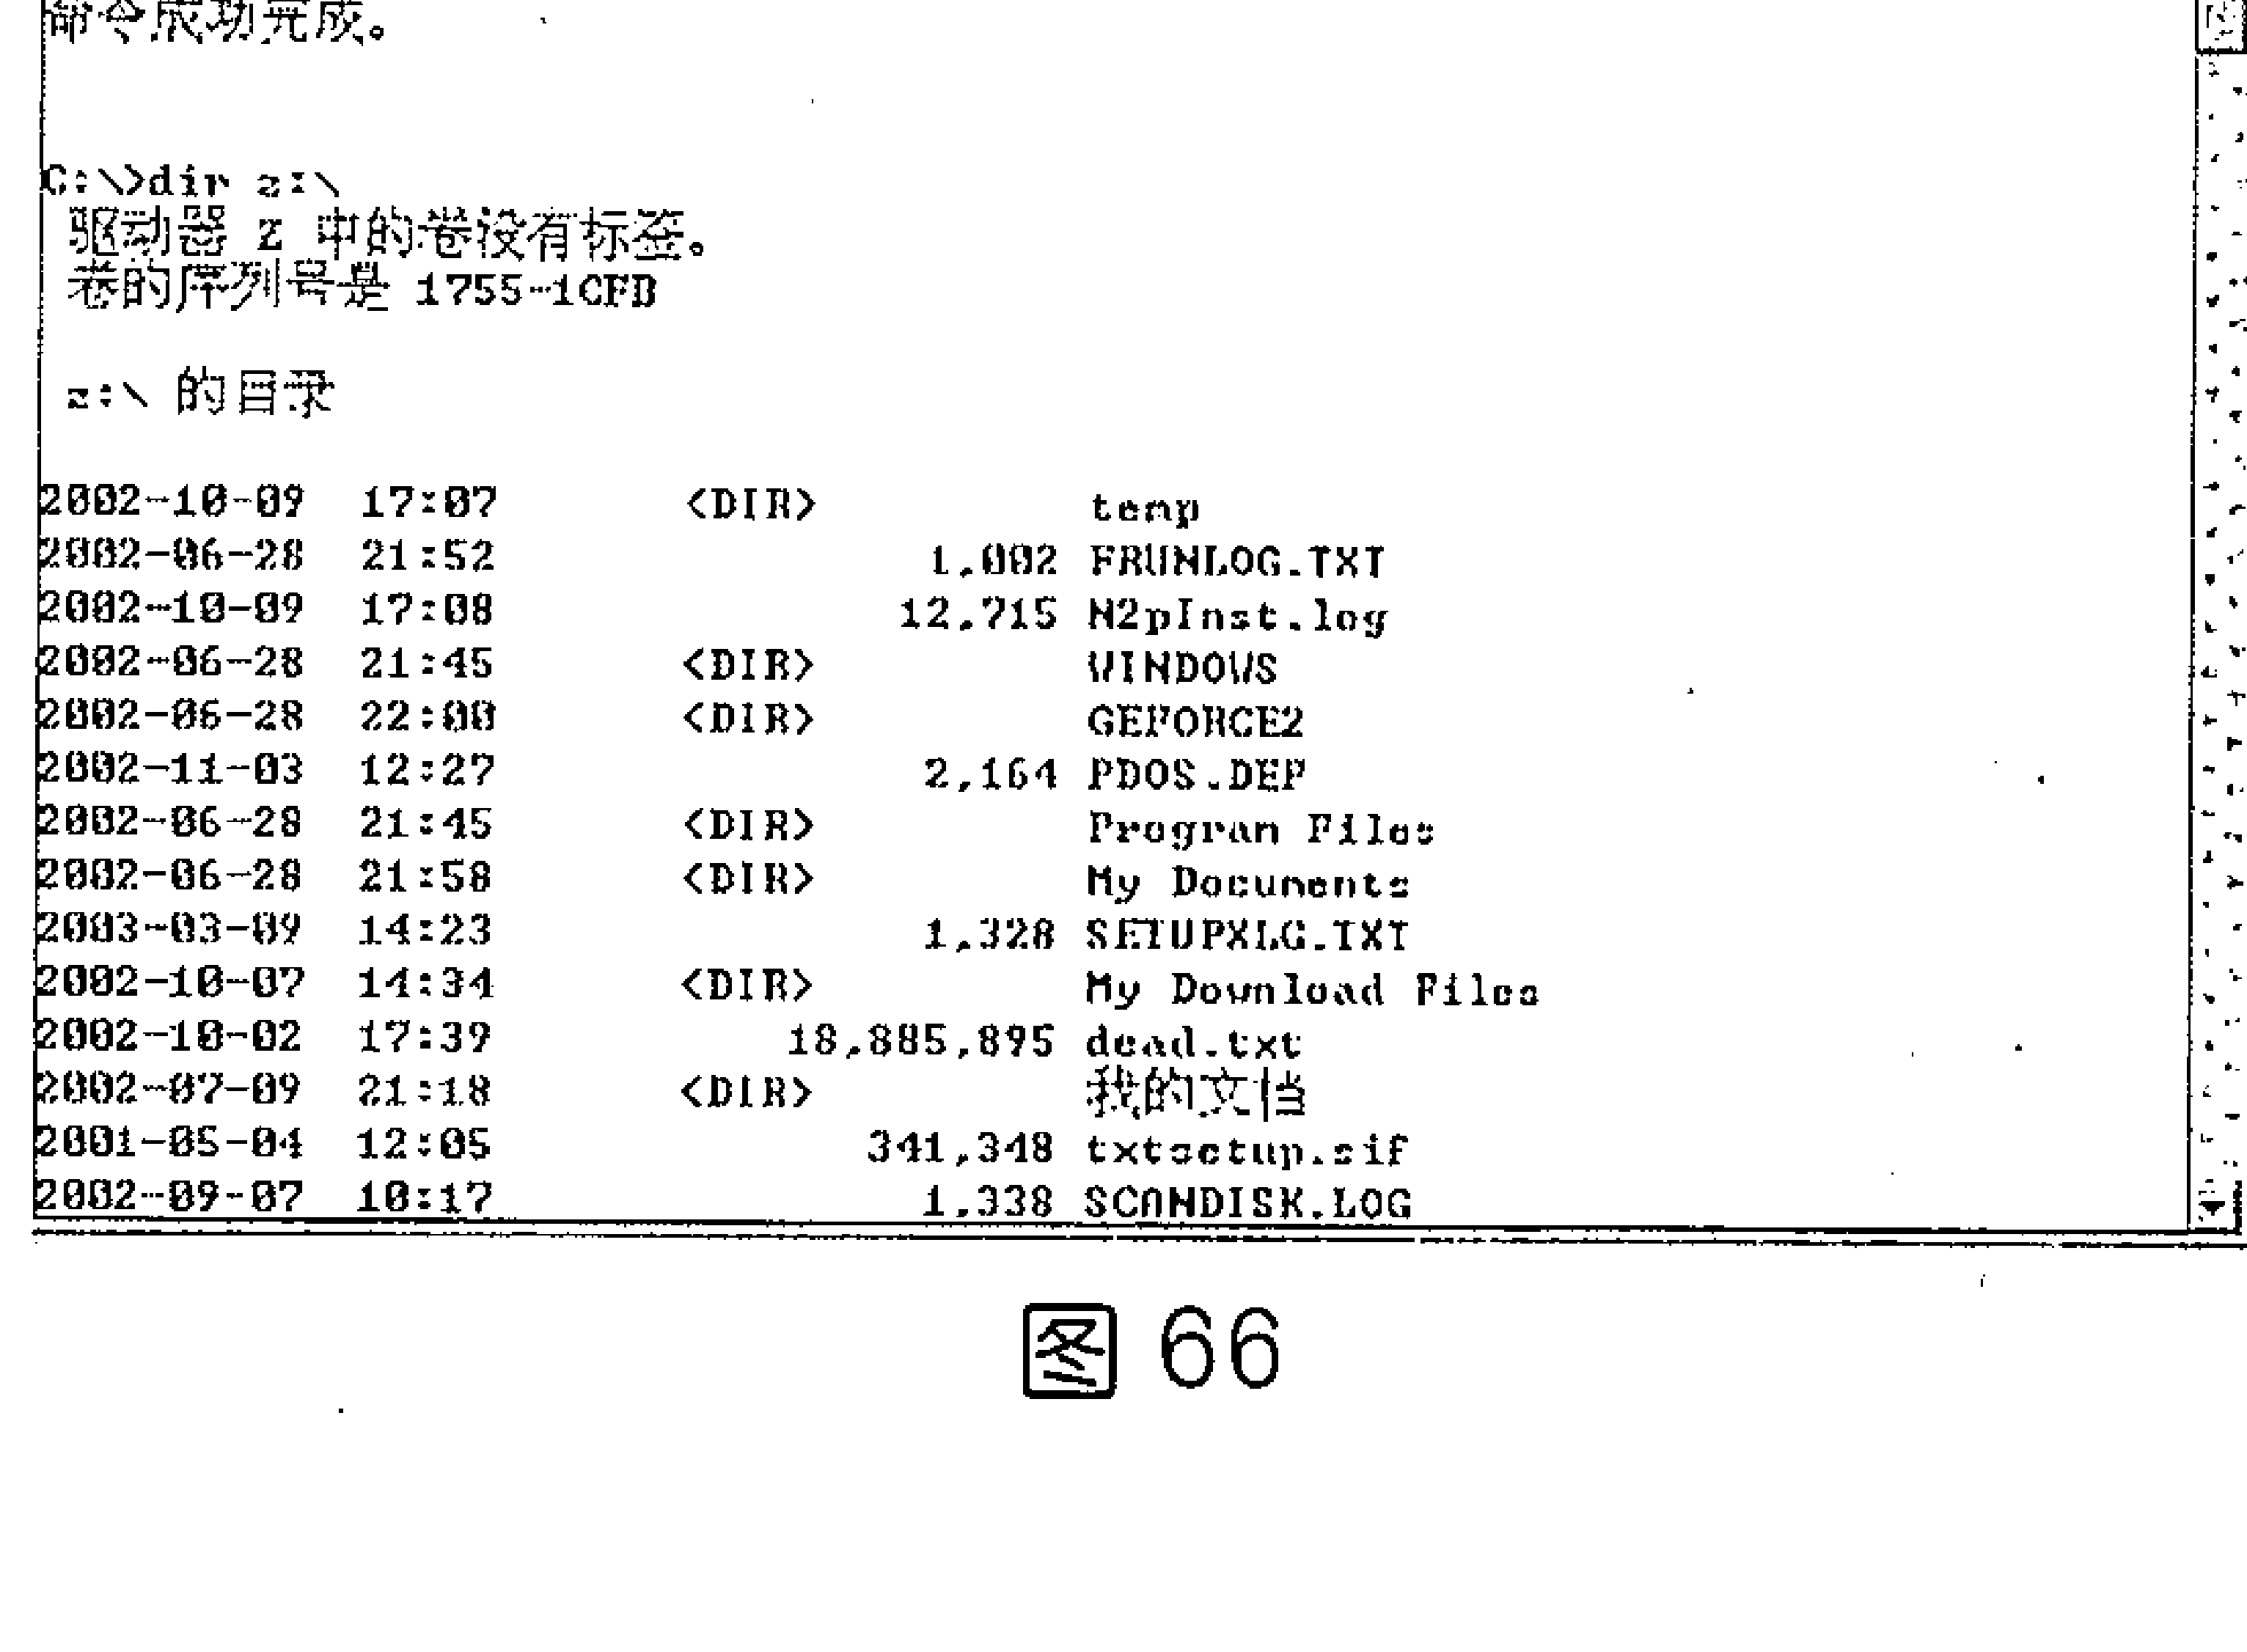 命令成功完成。
C:\>dir z:\
驱动器 Z 中的卷没有标签。
卷的序列号是 1755-1CFD
z:\ 的目录
2002-10-09 17:07 <DIR> temp
2002-06-28 21:52 1,002 FRUNLOG.TXT
2002-10-09 17:08 12,715 N2pInst.log
2002-06-28 21:45 <DIR> WINDOWS
2002-06-28 22:00 <DIR> GEFORCE2
2002-11-03 12:27 2,164 PDOS.DEF
2002-06-28 21:45 <DIR> Program Files
2002-06-28 21:58 <DIR> My Documents
2003-03-09 14:23 1,328 SETUPXLG.TXT
2002-10-07 14:34 <DIR> My Download Files
2002-10-02 17:39 18,885,895 dead.txt
2002-07-09 21:18 <DIR> 我的文档
2001-05-04 12:05 341,348 txtsetup.sif
2002-09-07 10:17 1,338 SCANDISK.LOG
图 66